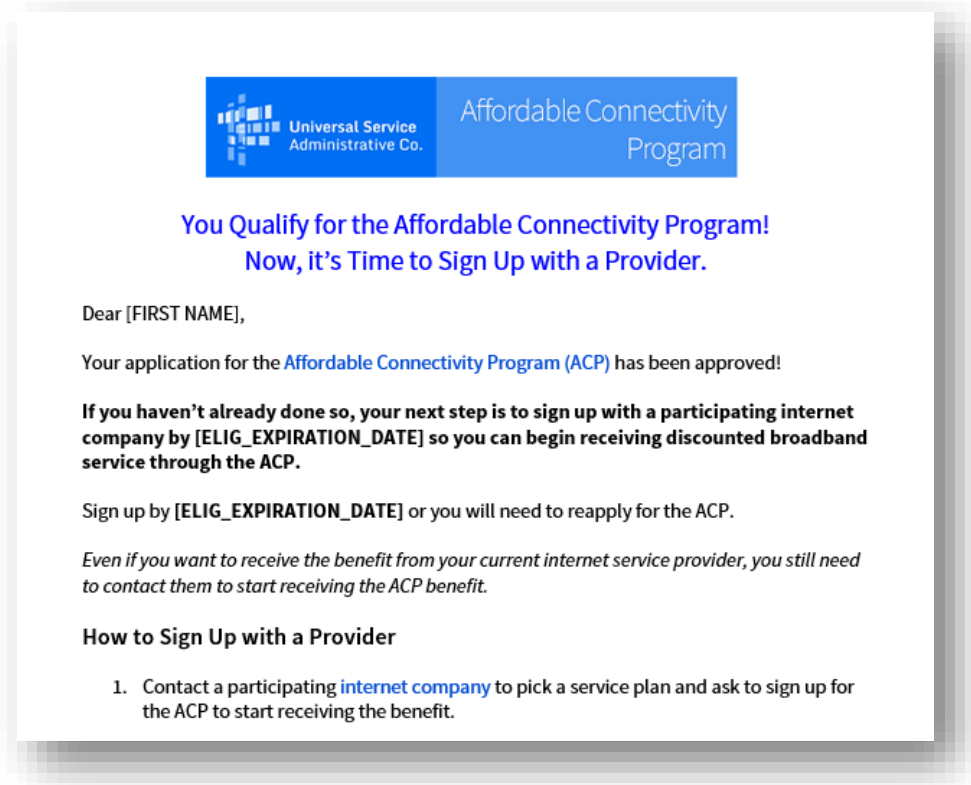 Universal Service
Administrative Co.
Affordable Connectivity
Program
You Qualify for the Affordable Connectivity Program!
Now, it’s Time to Sign Up with a Provider.
Dear [FIRST NAME],
Your application for the Affordable Connectivity Program (ACP) has been approved!
If you haven’t already done so, your next step is to sign up with a participating internet
company by [ELIG_EXPIRATION_DATE] so you can begin receiving discounted broadband
service through the ACP.
Sign up by [ELIG_EXPIRATION_DATE] or you will need to reapply for the ACP.
Even if you want to receive the benefit from your current internet service provider, you still need
to contact them to start receiving the ACP benefit.
How to Sign Up with a Provider
1. Contact a participating internet company to pick a service plan and ask to sign up for
the ACP to start receiving the benefit.